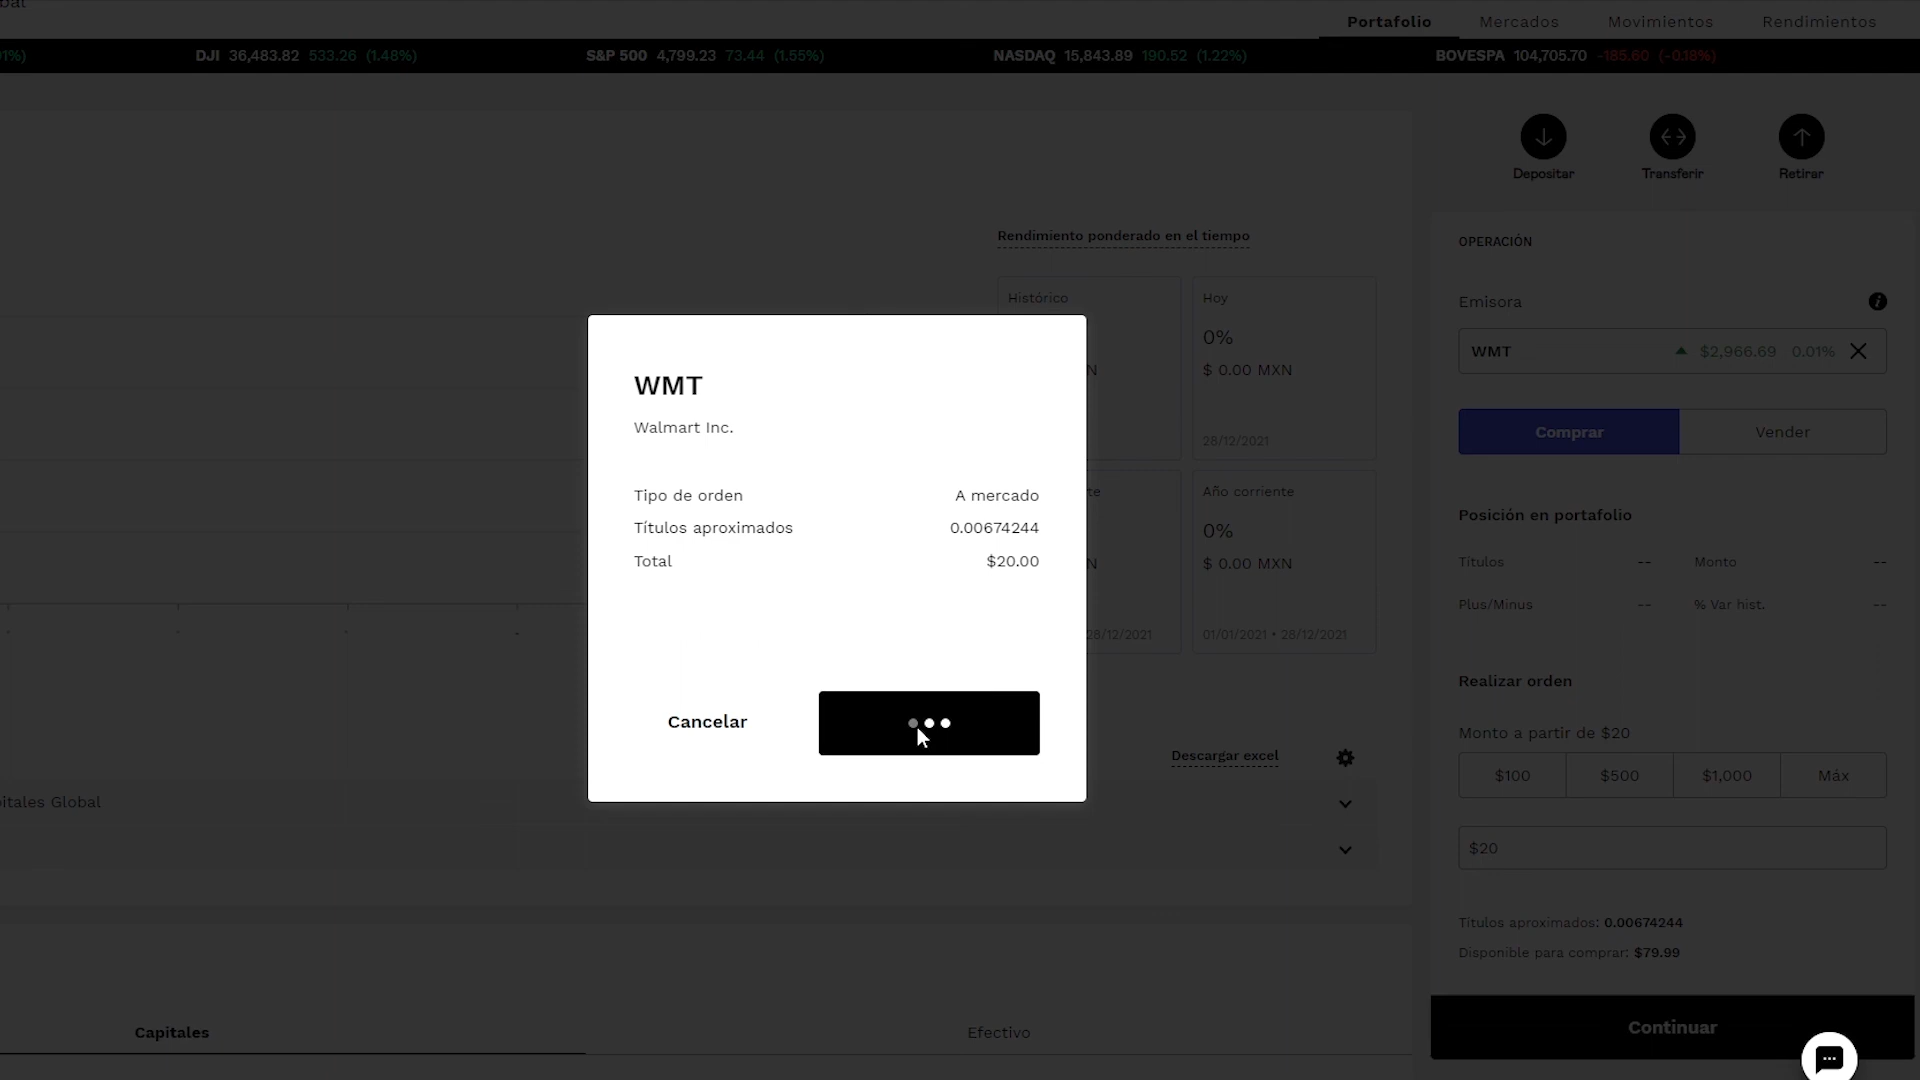 Portafolio Mercados Movimientos Rendimientos
DJI 36,483.82 533.26 (1.48%) S&P 500 4,799.23 73.44 (1.55%) NASDAQ 15,843.89 190.52 (1.22%) BOVESPA 104,705.70 -185.60 (-0.18%)
Depositar Transferir Retirar
Rendimiento ponderado en el tiempo
Histórico
Hoy
0%
$ 0.00 MXN
28/12/2021
Año corriente
0%
$ 0.00 MXN
28/12/2021
01/01/2021 • 28/12/2021
WMT
Walmart Inc.
Tipo de orden A mercado
Títulos aproximados 0.00674244
Total $20.00
Cancelar
Descargar excel
Global
Capitales Efectivo
OPERACIÓN
Emisora
WMT $2,966.69 0.01%
Comprar Vender
Posición en portafolio
Títulos -- Monto --
Plus/Minus -- % Var hist. --
Realizar orden
Monto a partir de $20
$100 $500 $1,000 Máx
$20
Títulos aproximados: 0.00674244
Disponible para comprar: $79.99
Continuar